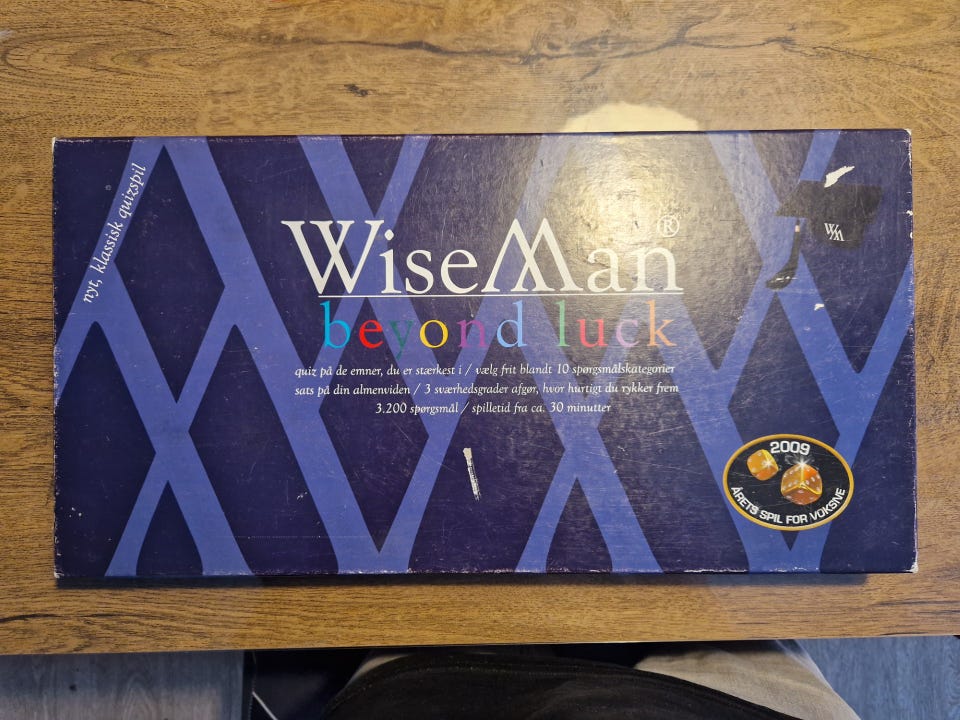 nyt, klassisk quizspil
WiseMan®
beyond luck
quiz på de emner, du er stærkest i / vælg frit blandt 10 spørgsmålskategorier
sats på din almenviden / 3 sværhedsgrader afgør, hvor hurtigt du rykker frem
3.200 spørgsmål / spilletid fra ca. 30 minutter
WM
2009
ÅRETS SPIL FOR VOKSNE